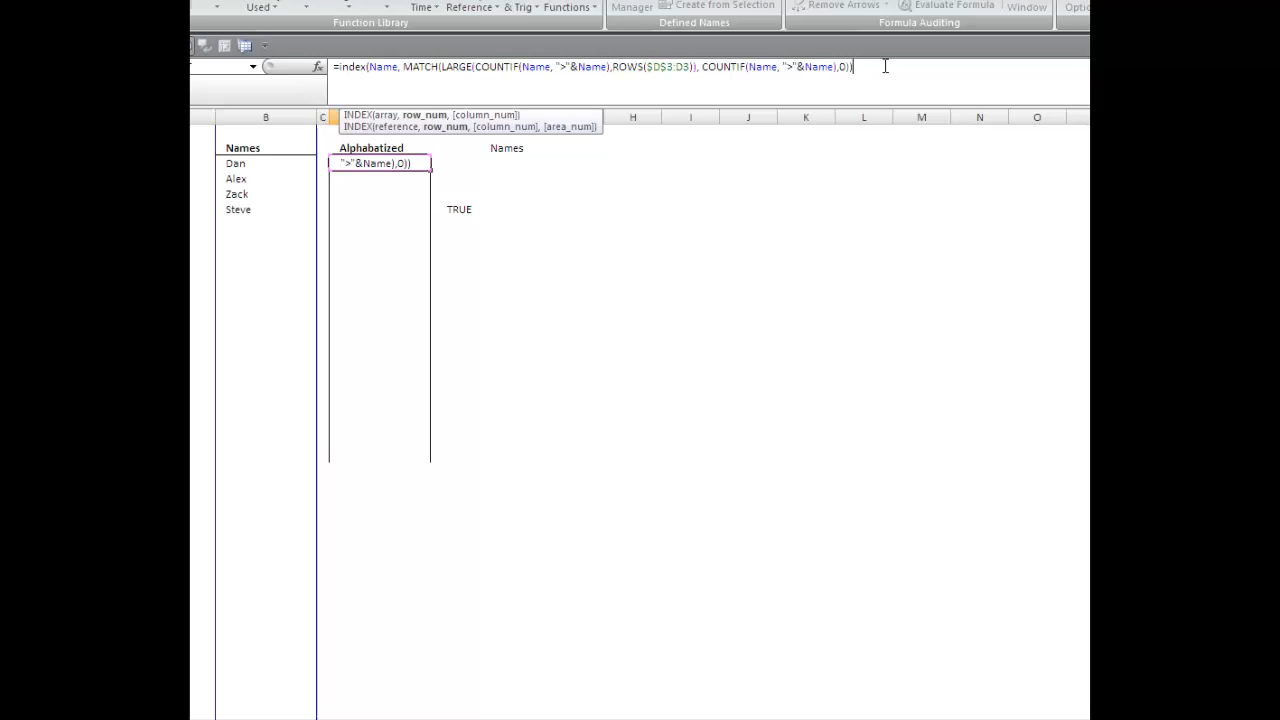 Used Time Reference & Trig Functions Manager Create from Selection Remove Arrows Evaluate Formula Window
Function Library Defined Names Formula Auditing
fx =index(Name, MATCH(LARGE(COUNTIF(Name, ">"&Name),ROWS($D$3:D3)), COUNTIF(Name, ">"&Name),0))
INDEX(array, row_num, [column_num])
INDEX(reference, row_num, [column_num], [area_num])
B C H I J K L M N O
Names Alphabetized Names
Dan ">"&Name),0))
Alex
Zack
Steve TRUE